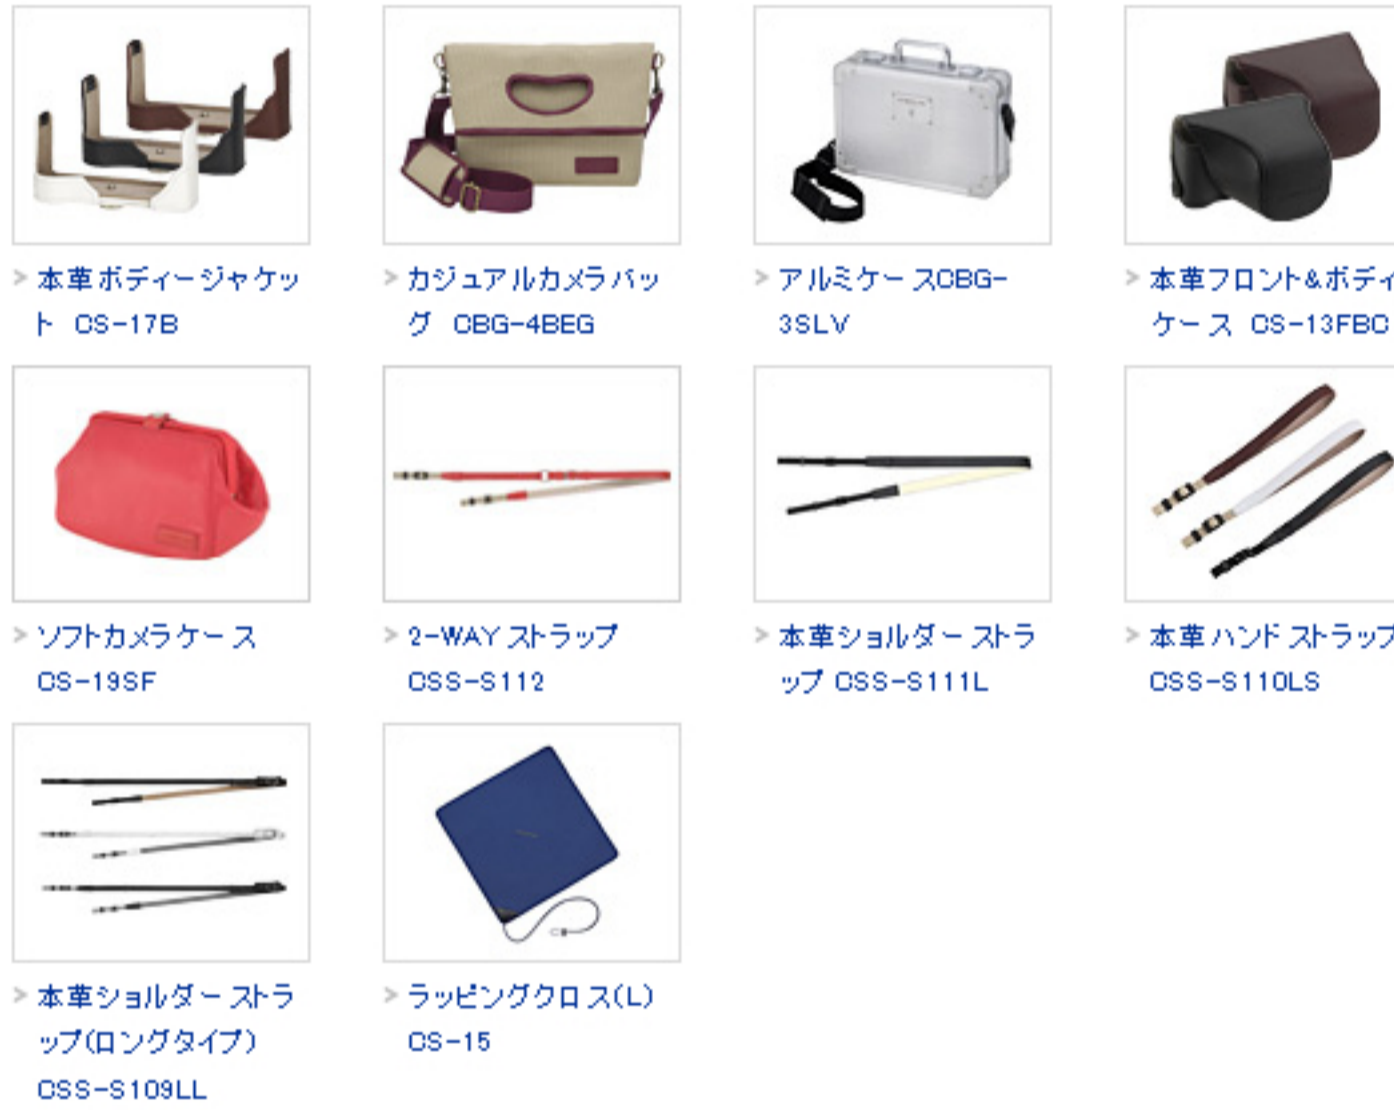 本革ボディージャケッ
ト CS-17B
カジュアルカメラバッ
グ CBG-4BEG
アルミケースCBG-
3SLV
本革フロント&ボディ
ケース CS-13FBC
ソフトカメラケース
CS-19SF
2-WAYストラップ
CSS-S112
本革ショルダーストラ
ップ CSS-S111L
本革ハンドストラップ
CSS-S110LS
本革ショルダーストラ
ップ(ロングタイプ)
CSS-S109LL
ラッピングクロス(L)
CS-15